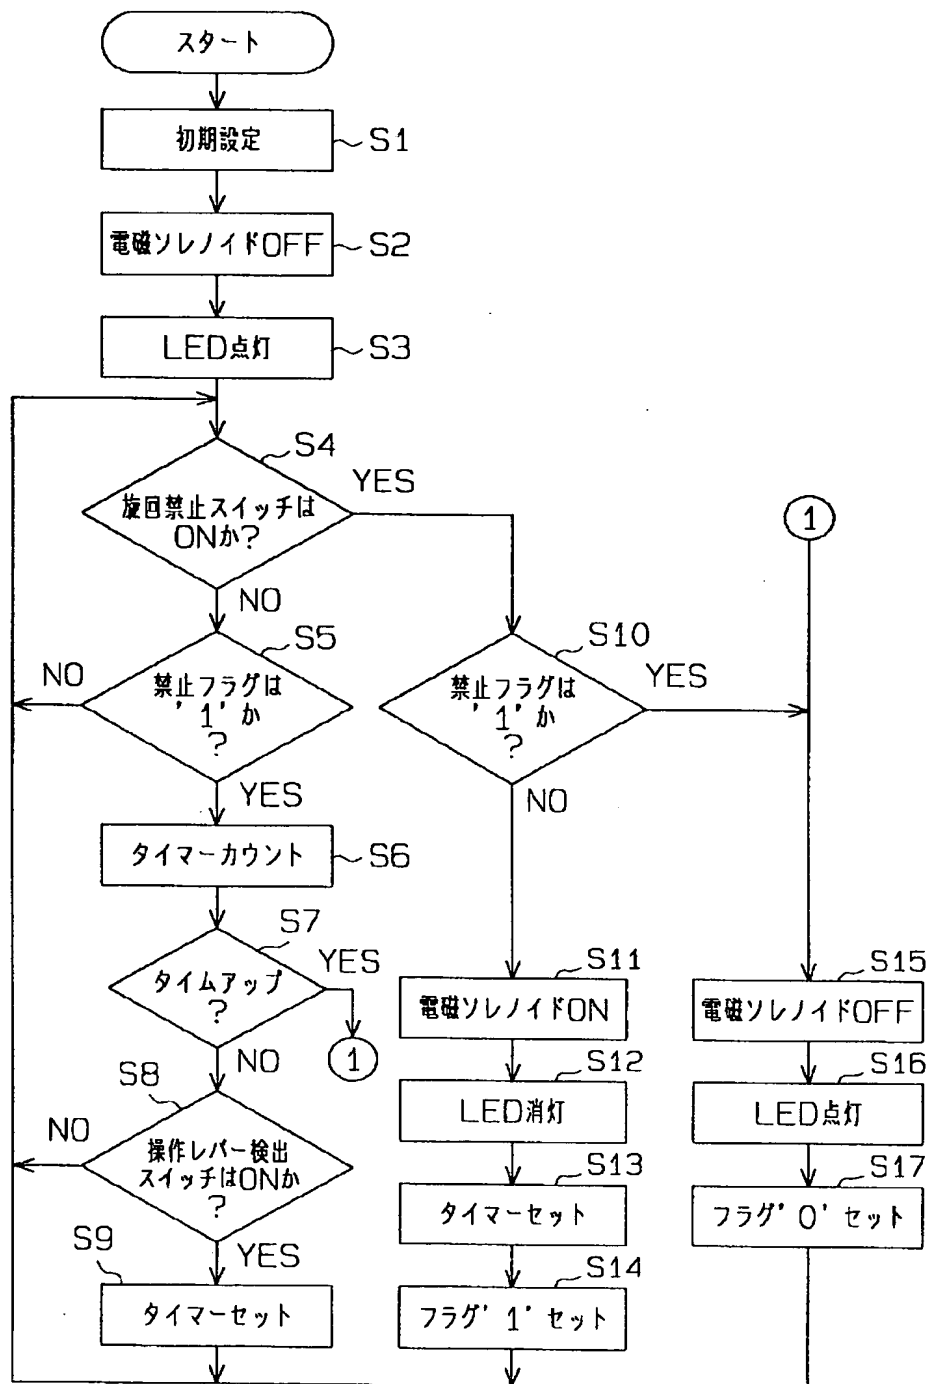 スタート
初期設定
S1
電磁ソレノイドOFF
S2
LED点灯
S3
S4
旋回禁止スイッチは
ONか?
YES
NO
S5
禁止フラグは
'1'か
?
NO
YES
タイマーカウント
S6
S7
タイムアップ
?
YES
1
NO
S8
操作レバー検出
スイッチはONか
?
NO
YES
S9
タイマーセット
S10
禁止フラグは
'1'か
?
YES
NO
S11
電磁ソレノイドON
S12
LED消灯
S13
タイマーセット
S14
フラグ'1'セット
1
S15
電磁ソレノイドOFF
S16
LED点灯
S17
フラグ'0'セット